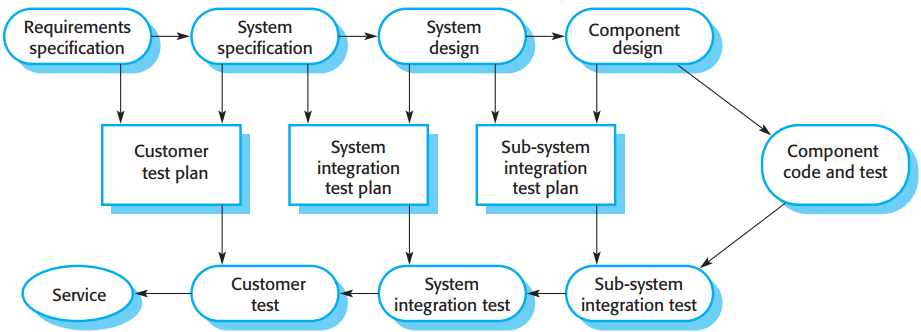 Requirements
specification
System
specification
System
design
Component
design
Customer
test plan
System
integration
test plan
Sub-system
integration
test plan
Component
code and test
Service
Customer
test
System
integration test
Sub-system
integration test